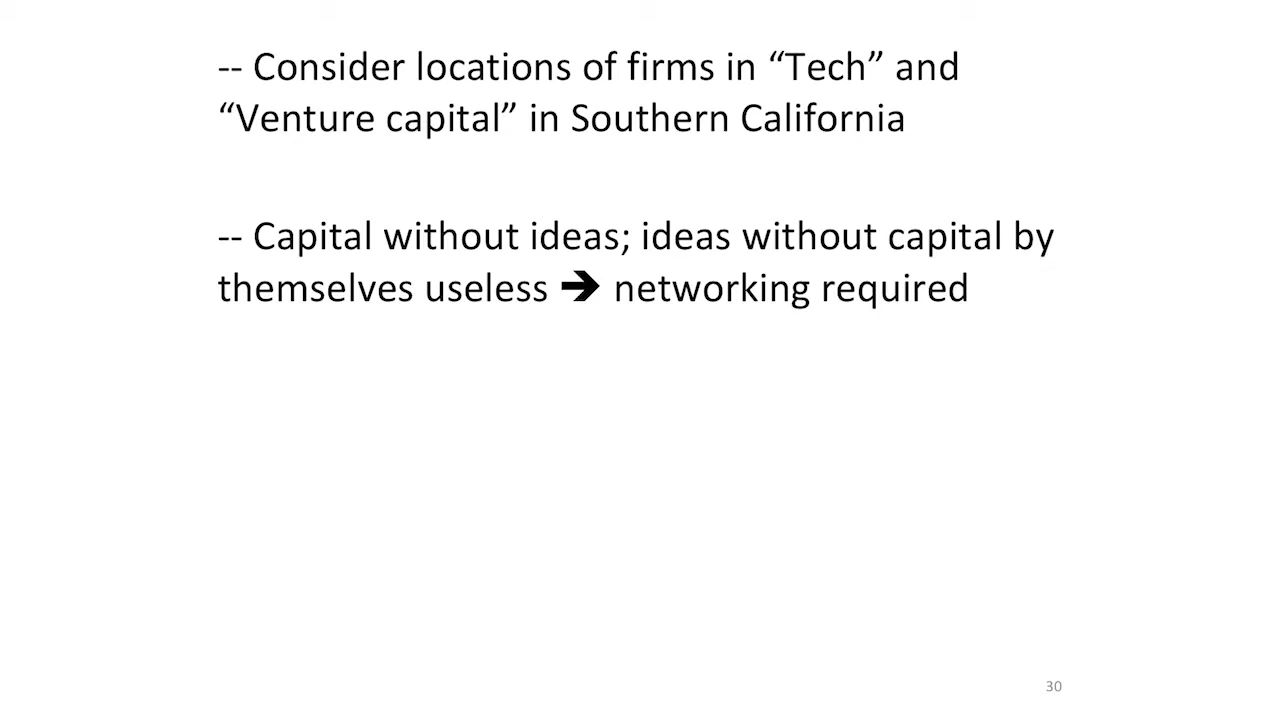 -- Consider locations of firms in “Tech” and
“Venture capital” in Southern California
-- Capital without ideas; ideas without capital by
themselves useless ➔ networking required
30